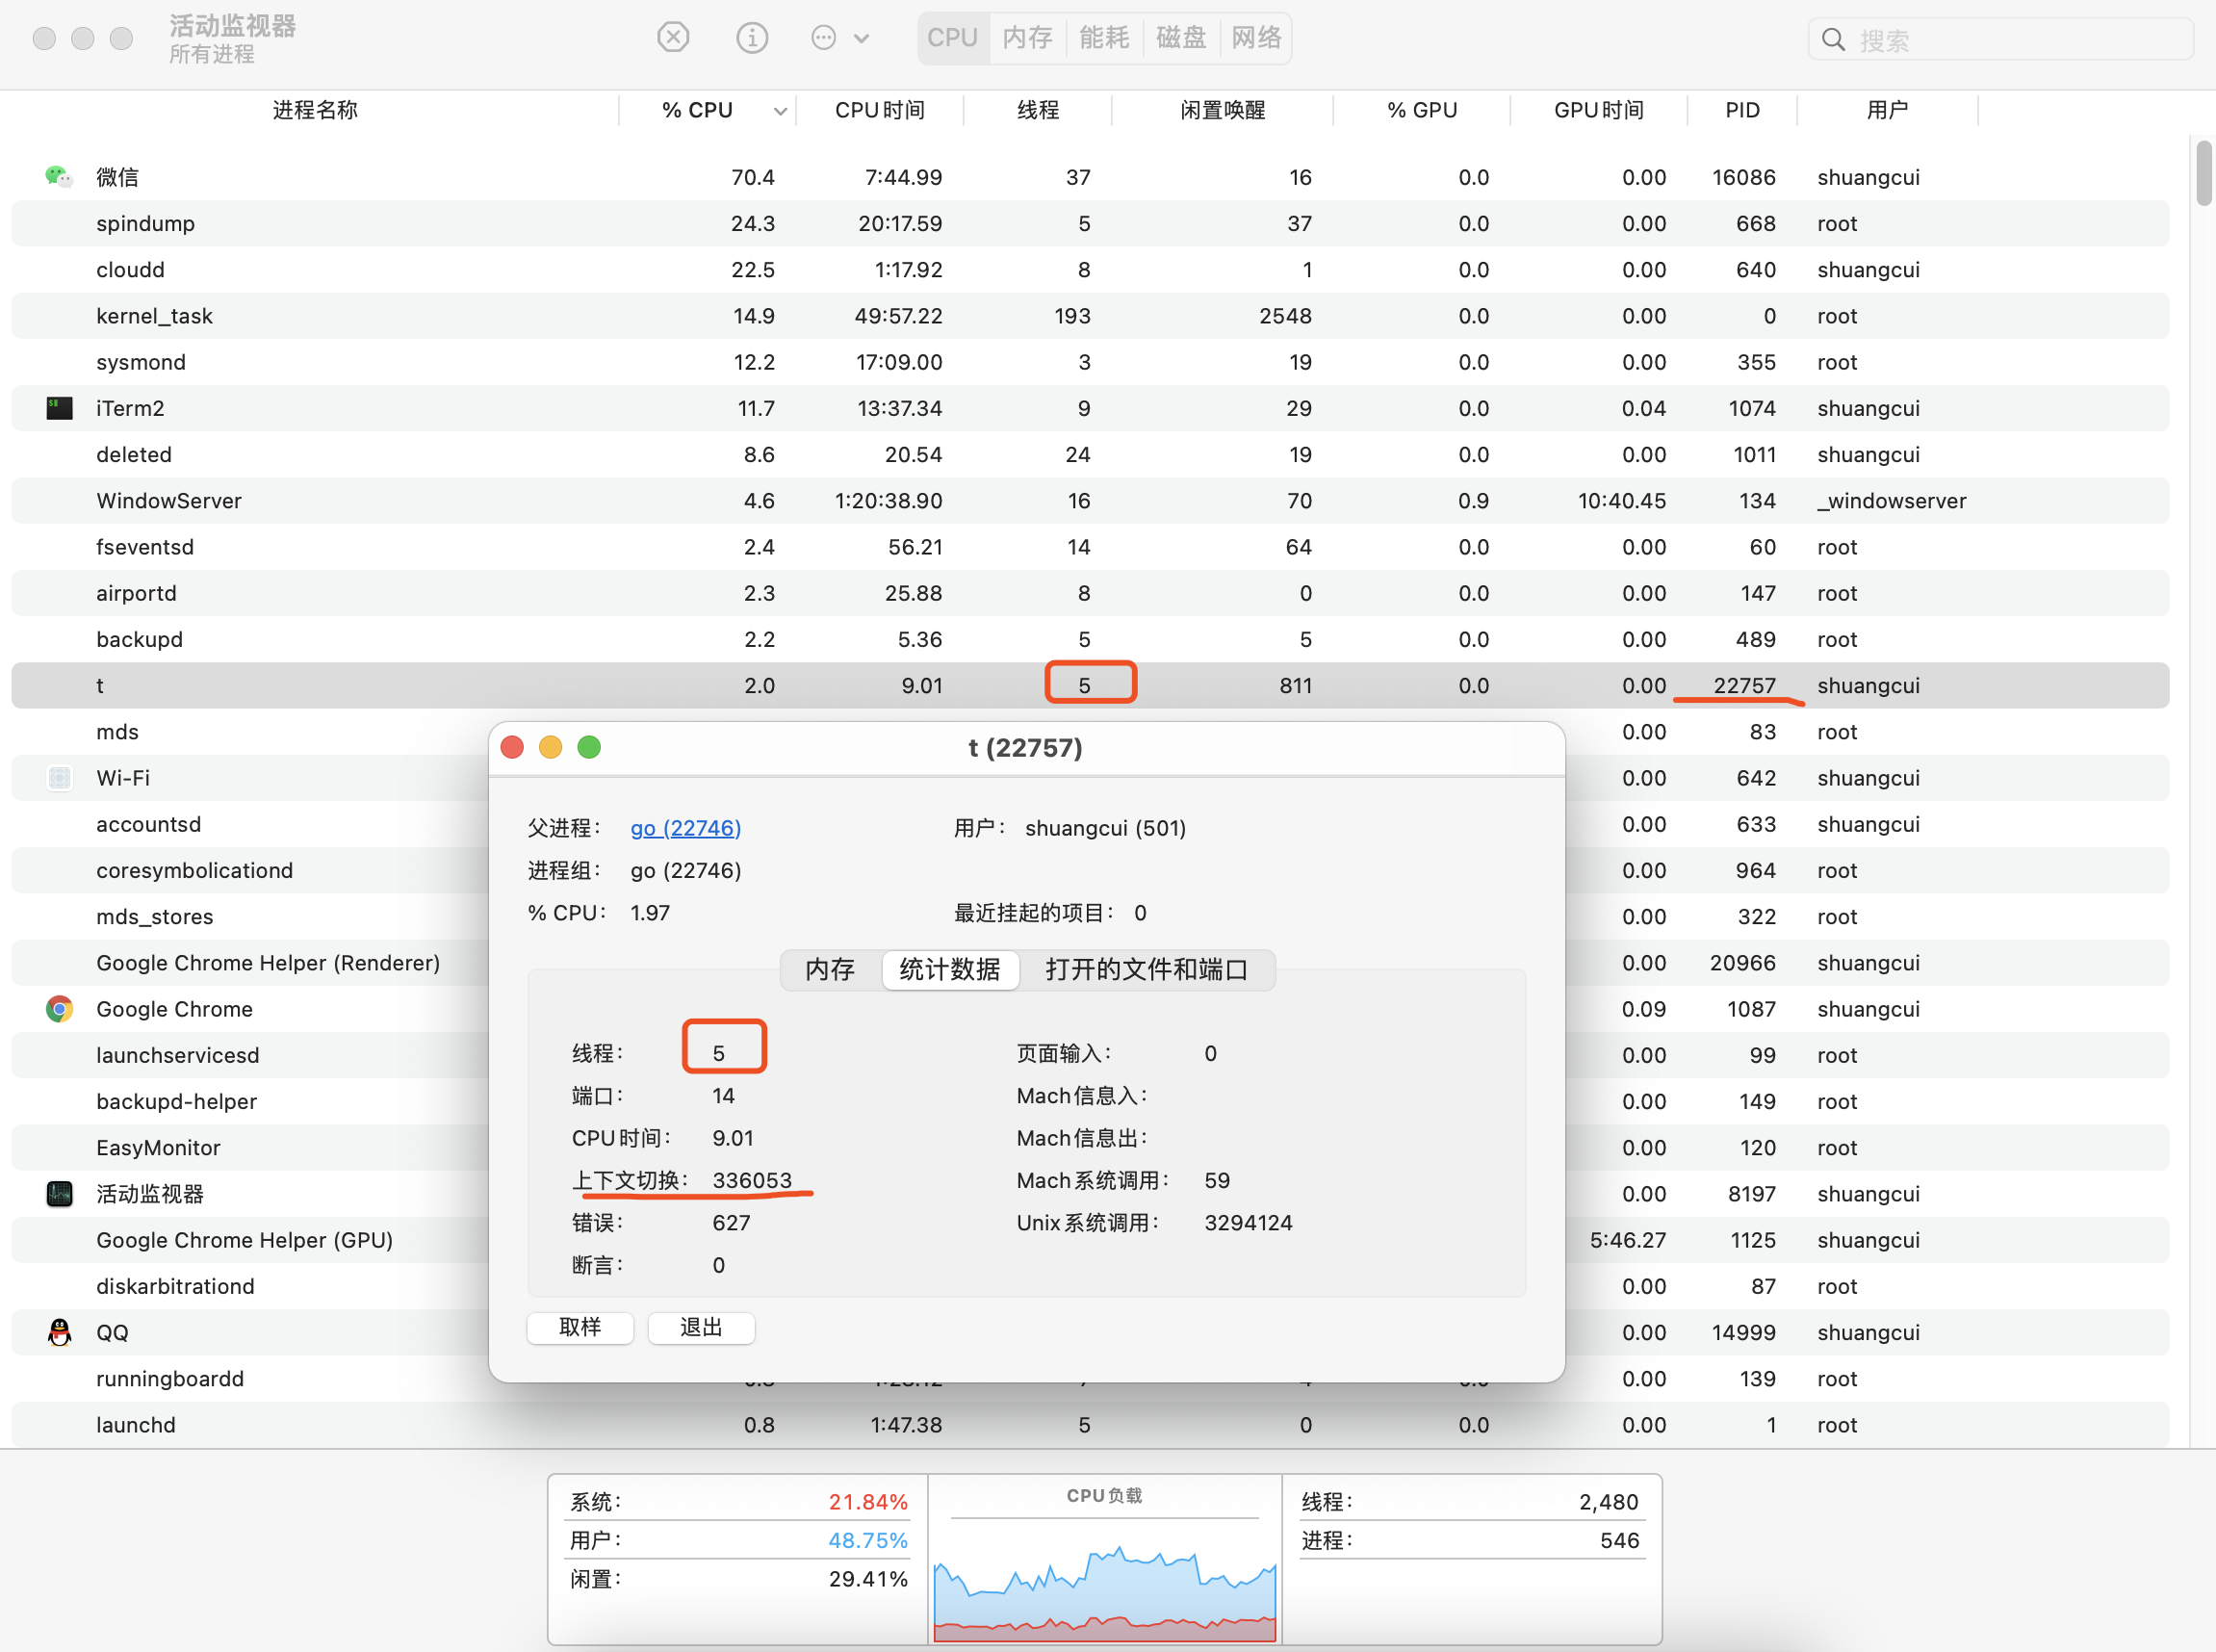 活动监视器
所有进程
CPU 内存 能耗 磁盘 网络
搜索
进程名称 % CPU CPU时间 线程 闲置唤醒 % GPU GPU时间 PID 用户
微信 70.4 7:44.99 37 16 0.0 0.00 16086 shuangcui
spindump 24.3 20:17.59 5 37 0.0 0.00 668 root
cloudd 22.5 1:17.92 8 1 0.0 0.00 640 shuangcui
kernel_task 14.9 49:57.22 193 2548 0.0 0.00 0 root
sysmond 12.2 17:09.00 3 19 0.0 0.00 355 root
iTerm2 11.7 13:37.34 9 29 0.0 0.04 1074 shuangcui
deleted 8.6 20.54 24 19 0.0 0.00 1011 shuangcui
WindowServer 4.6 1:20:38.90 16 70 0.9 10:40.45 134 _windowserver
fseventsd 2.4 56.21 14 64 0.0 0.00 60 root
airportd 2.3 25.88 8 0 0.0 0.00 147 root
backupd 2.2 5.36 5 5 0.0 0.00 489 root
t 2.0 9.01 5 811 0.0 0.00 22757 shuangcui
mds 0.00 83 root
Wi-Fi 0.00 642 shuangcui
accountsd 0.00 633 shuangcui
coresymbolicationd 0.00 964 root
mds_stores 0.00 322 root
Google Chrome Helper (Renderer) 0.00 20966 shuangcui
Google Chrome 0.09 1087 shuangcui
launchservicesd 0.00 99 root
backupd-helper 0.00 149 root
EasyMonitor 0.00 120 root
活动监视器 0.00 8197 shuangcui
Google Chrome Helper (GPU) 5:46.27 1125 shuangcui
diskarbitrationd 0.00 87 root
QQ 0.00 14999 shuangcui
runningboardd 0.00 139 root
launchd 0.8 1:47.38 5 0 0.0 0.00 1 root
t (22757)
父进程： go (22746) 用户： shuangcui (501)
进程组： go (22746)
% CPU： 1.97 最近挂起的项目： 0
内存 统计数据 打开的文件和端口
线程： 5 页面输入： 0
端口： 14 Mach信息入：
CPU时间： 9.01 Mach信息出：
上下文切换： 336053 Mach系统调用： 59
错误： 627 Unix系统调用： 3294124
断言： 0
取样 退出
系统： 21.84% CPU负载 线程： 2,480
用户： 48.75% 进程： 546
闲置： 29.41%